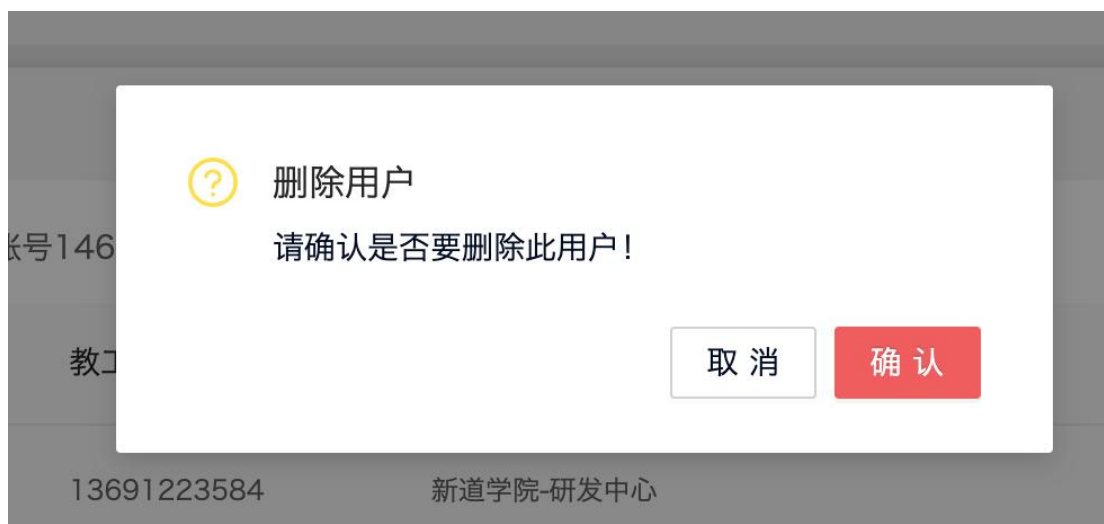 删除用户
请确认是否要删除此用户！
号146
取 消
确 认
教
13691223584
新道学院-研发中心